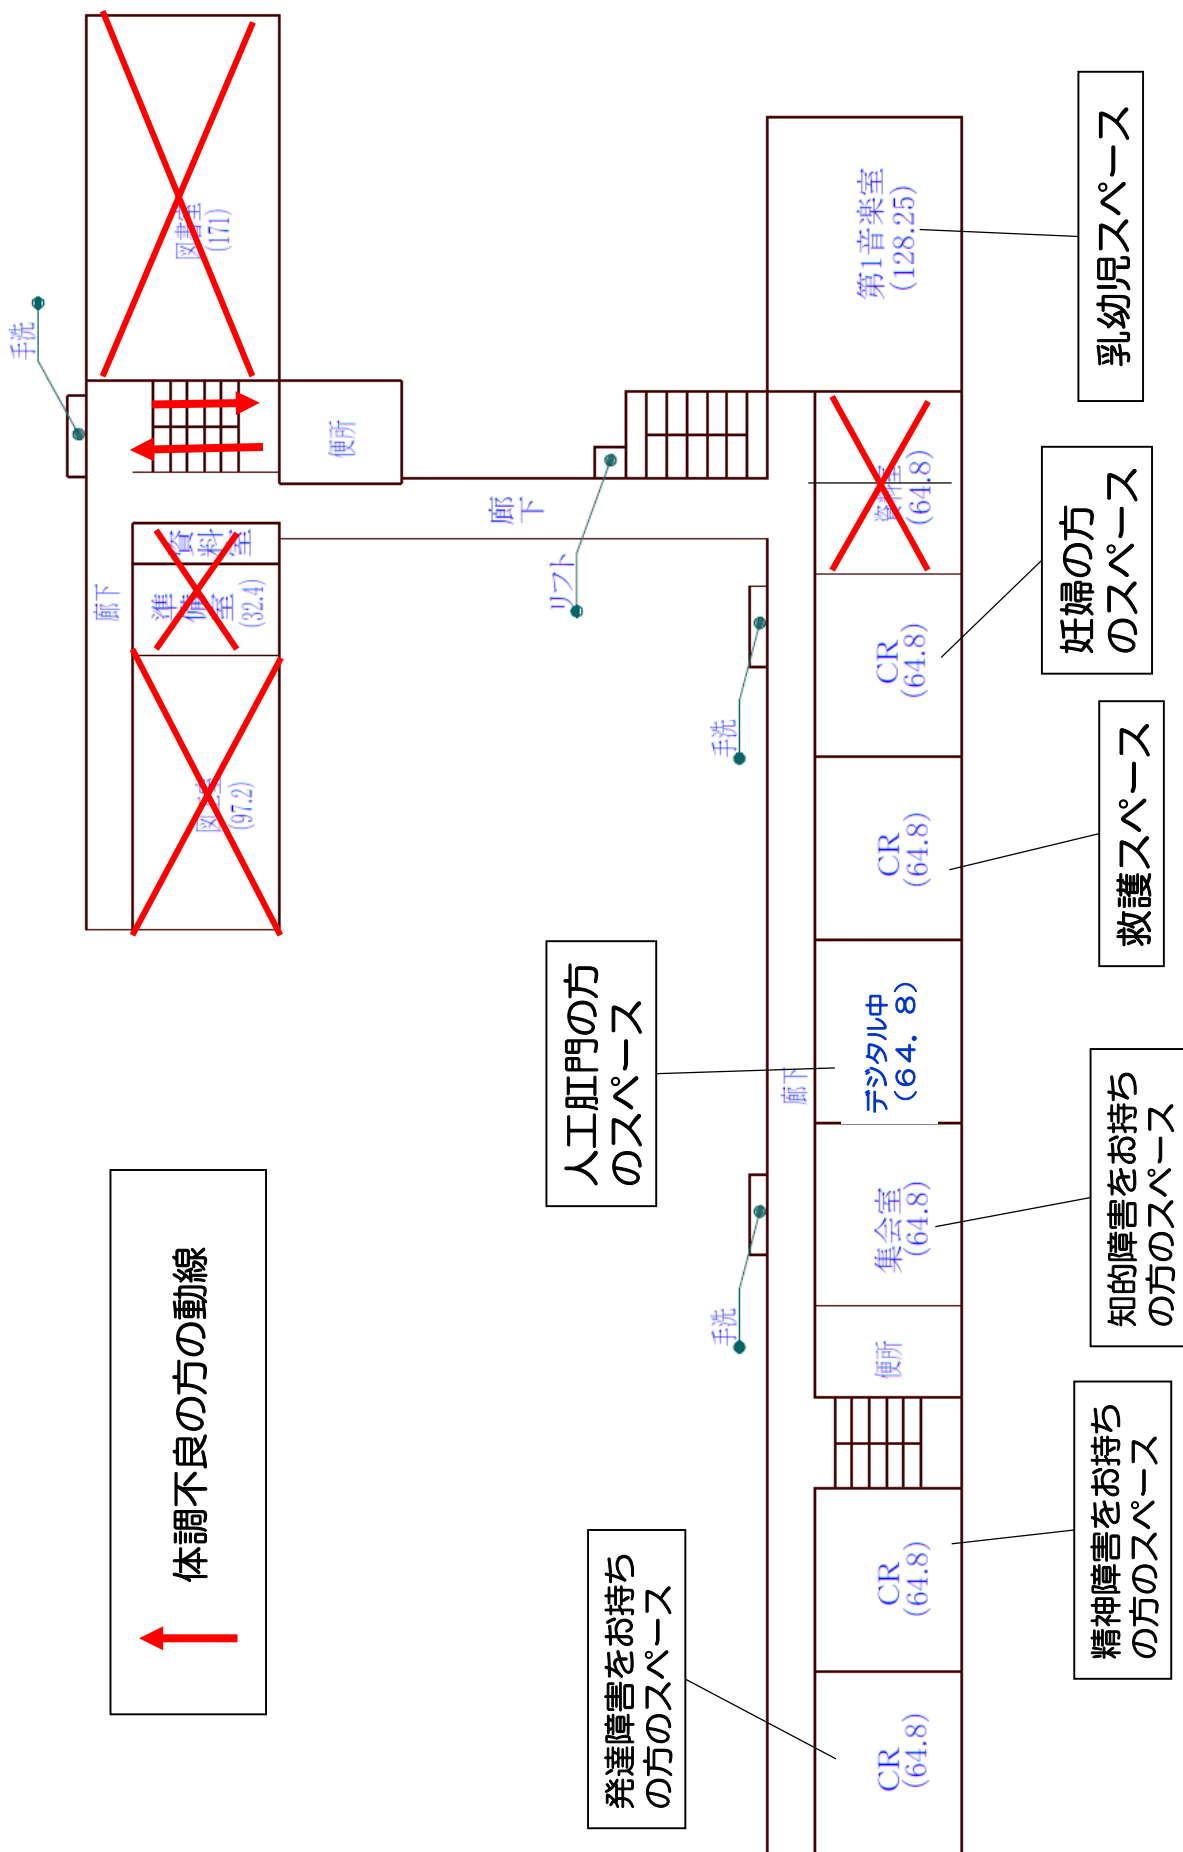 体調不良の方の動線
廊下
図工室
(97.2)
準備室
(32.4)
資料室
手洗
図書室
(171)
便所
廊下
リフト
発達障害をお持ち
の方のスペース
人工肛門の方
のスペース
手洗
手洗
廊下
CR
(64.8)
CR
(64.8)
便所
集会室
(64.8)
デジタル中
(64.8)
CR
(64.8)
CR
(64.8)
資料室
(64.8)
第1音楽室
(128.25)
精神障害をお持ち
の方のスペース
知的障害をお持ち
の方のスペース
救護スペース
妊婦の方
のスペース
乳幼児スペース